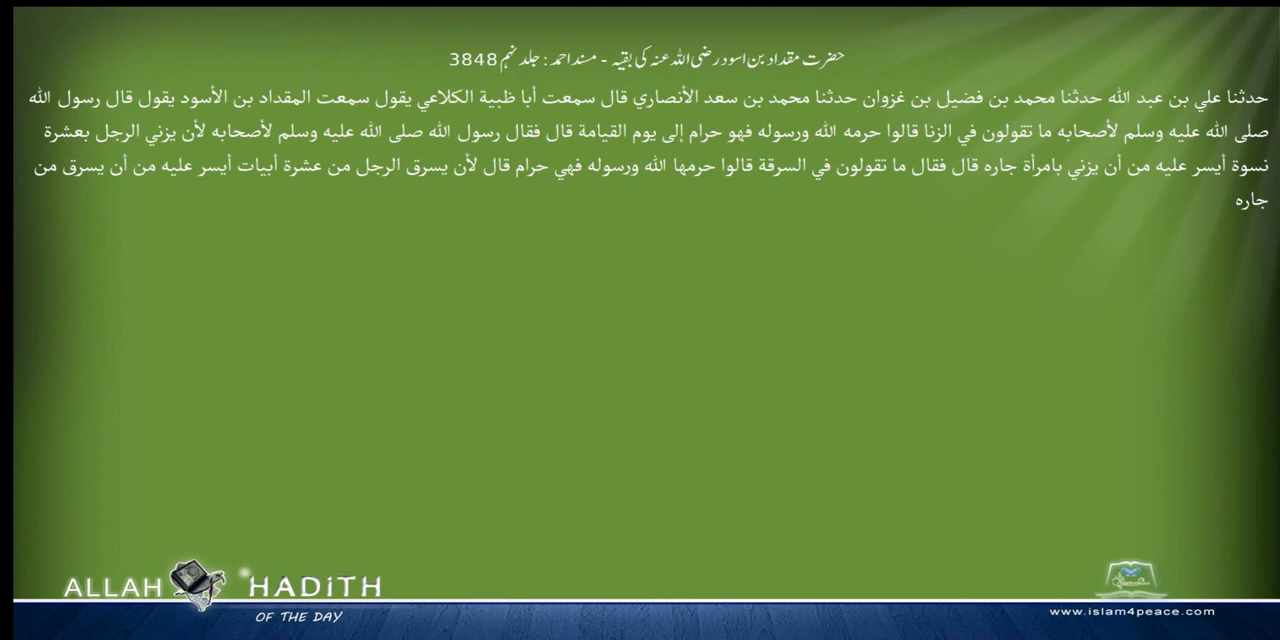 حضرت مقداد بن اسود رضی اللہ عنہ کی بقیہ - مسند احمد : جلد نہم 3848
حدثنا علي بن عبد الله حدثنا محمد بن فضيل بن غزوان حدثنا محمد بن سعد الأنصاري قال سمعت أبا ظبية الكلاعي يقول سمعت المقداد بن الأسود يقول قال رسول الله
صلى الله عليه وسلم لأصحابه ما تقولون في الزنا قالوا حرمه الله ورسوله فهو حرام إلى يوم القيامة قال فقال رسول الله صلى الله عليه وسلم لأصحابه لأن يزني الرجل بعشرة
نسوة أيسر عليه من أن يزني بامرأة جاره قال فقال ما تقولون في السرقة قالوا حرمها الله ورسوله فهي حرام قال لأن يسرق الرجل من عشرة أبيات أيسر عليه من أن يسرق من
جاره
ALLAH HADITH
OF THE DAY
www.islam4peace.com